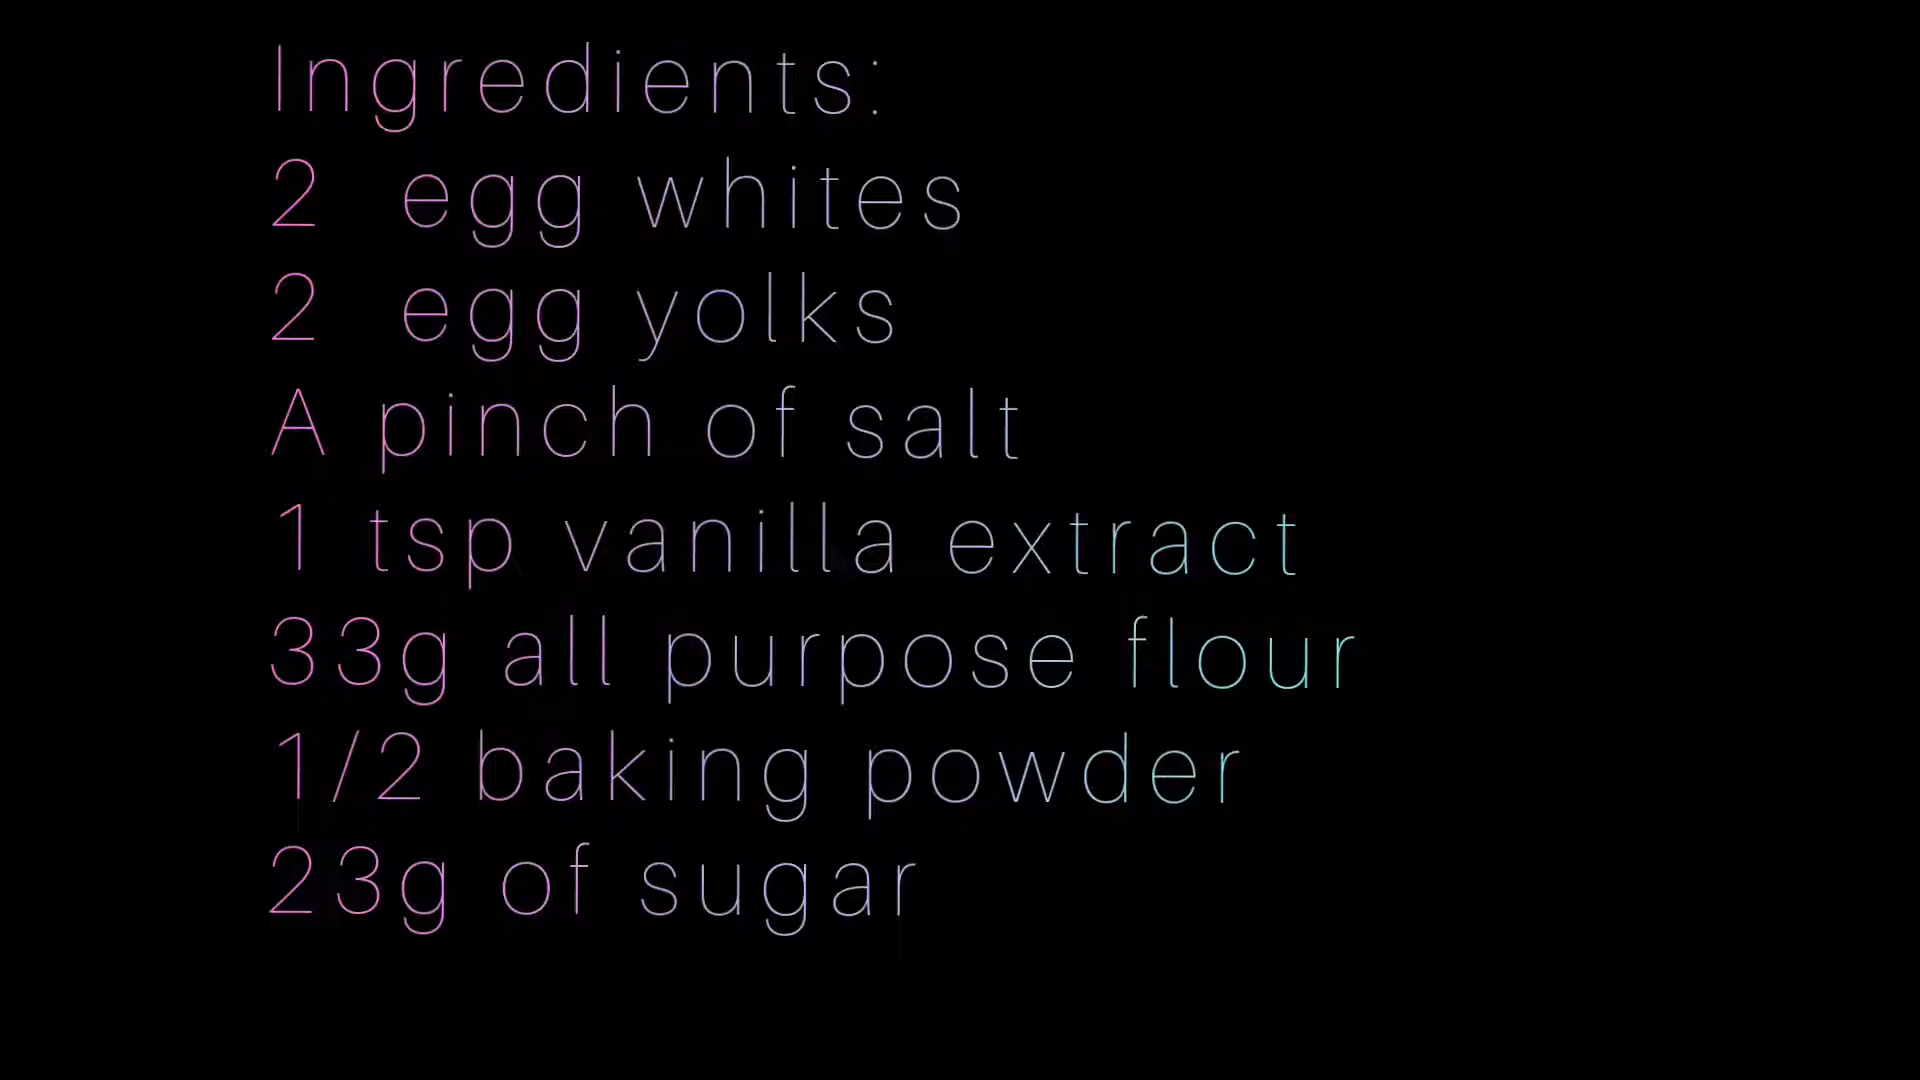 Ingredients:
2 egg whites
2 egg yolks
A pinch of salt
1 tsp vanilla extract
33g all purpose flour
1/2 baking powder
23g of sugar